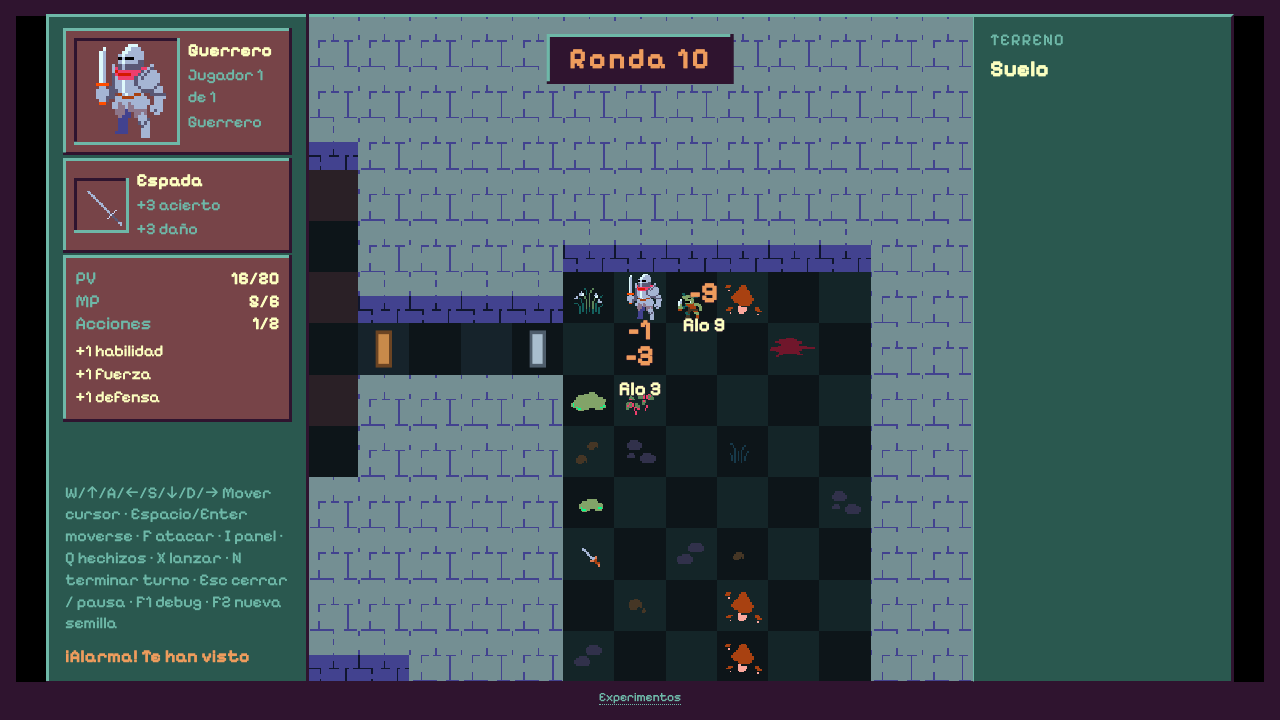 Guerrero
Jugador 1
de 1
Guerrero
Espada
+3 acierto
+3 daño
PV 16/80
MP 2/6
Acciones 1/2
+1 habilidad
+1 fuerza
+1 defensa
W/↑/A/←/S/↓/D/→ Mover
cursor · Espacio/Enter
moverse · F atacar · I panel ·
Q hechizos · X lanzar · N
terminar turno · Esc cerrar
/ pausa · F1 debug · F2 nueva
semilla
¡Alarma! Te han visto
Ronda 10
-9
Alo 9
-1
-3
Alo 3
TERRENO
Suelo
Experimentos